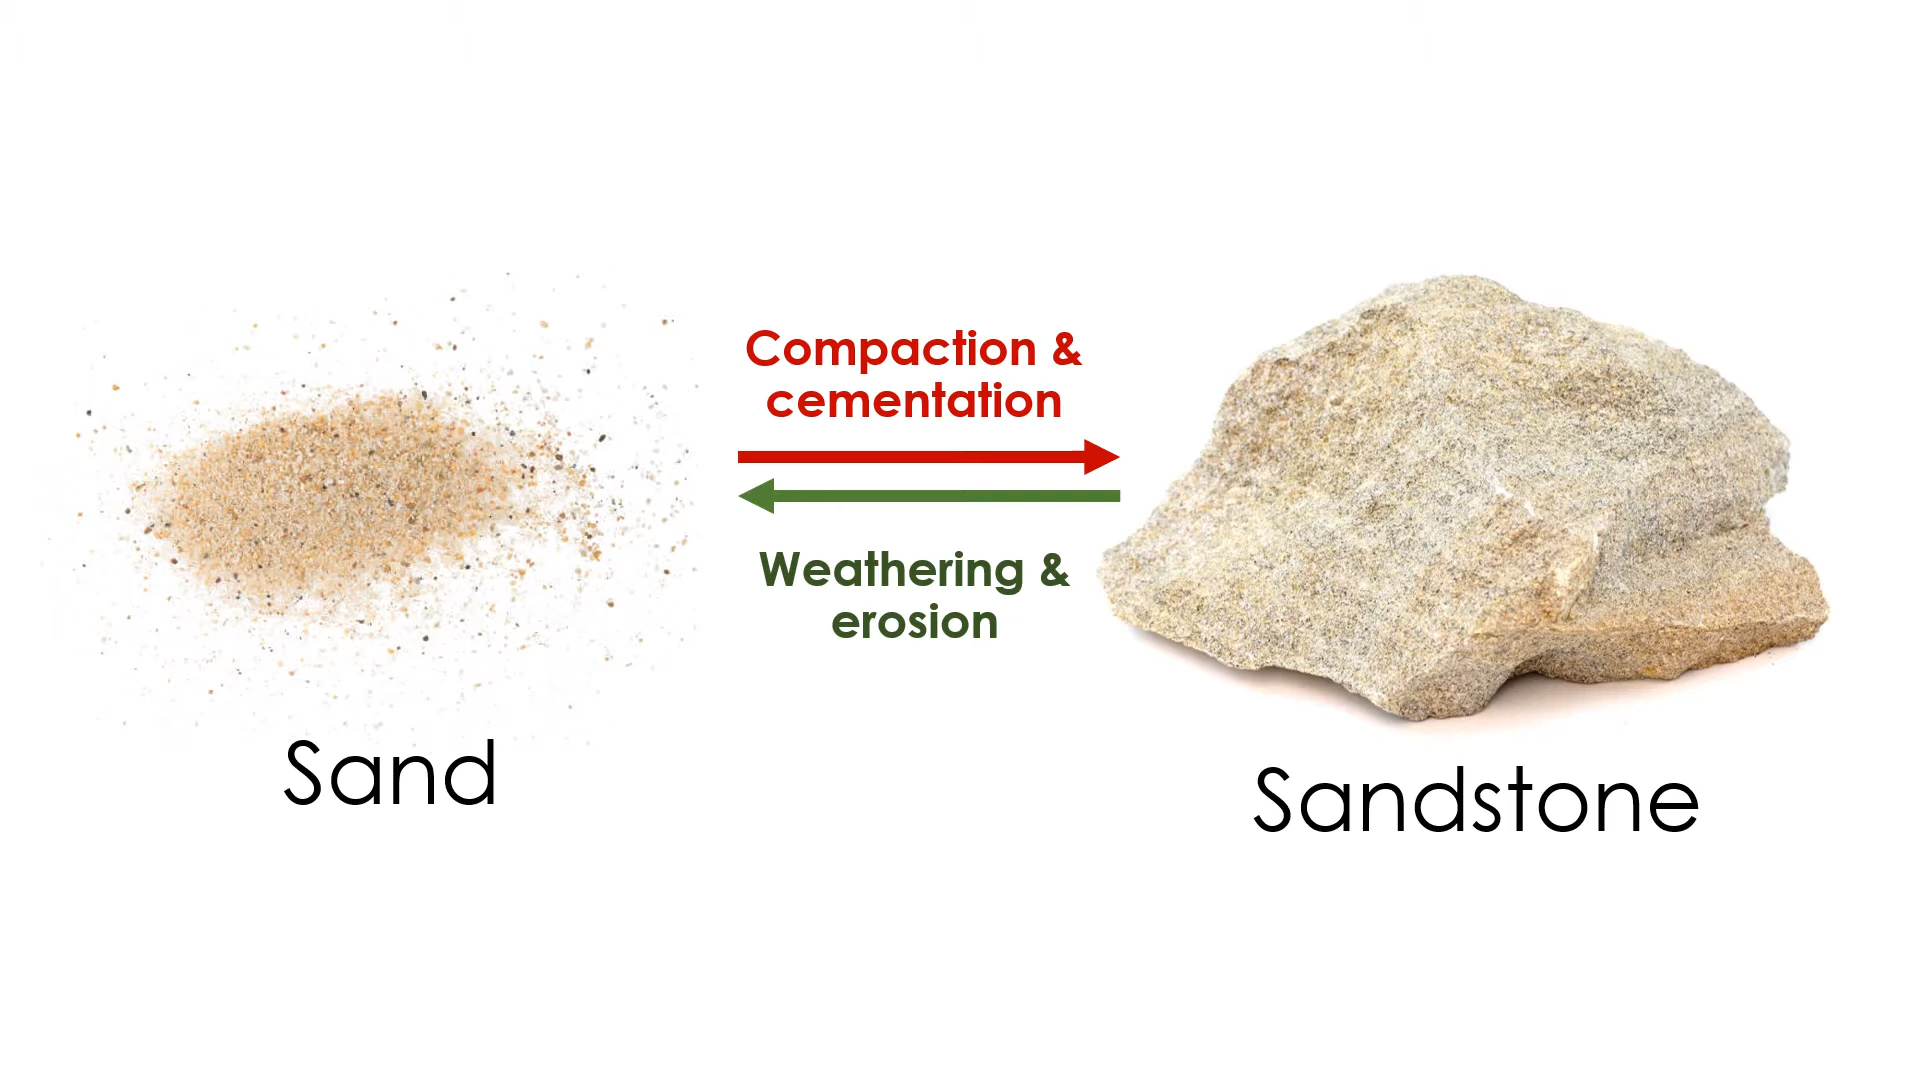 Compaction &
cementation
Weathering &
erosion
Sand
Sandstone